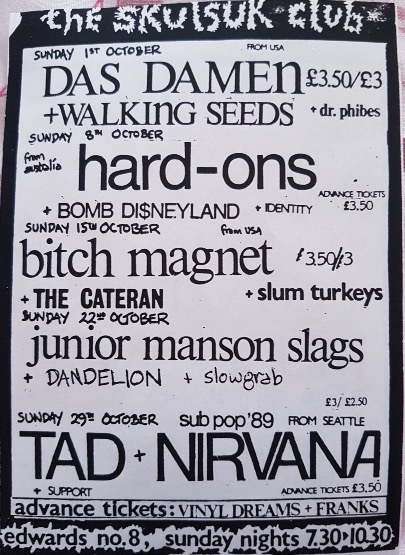 the SKULSUK club
SUNDAY 1ST OCTOBER FROM USA
DAS DAMEN £3.50/£3
+WALKING SEEDS + dr. phibes
SUNDAY 8TH OCTOBER
from australia
hard-ons
ADVANCE TICKETS
+ BOMB DI$NEYLAND + IDENTITY £3.50
SUNDAY 15TH OCTOBER from USA
bitch magnet £3.50/£3
+ THE CATERAN + slum turkeys
SUNDAY 22ND OCTOBER
junior manson slags
+ DANDELION + slowgrab
£3/ £2.50
SUNDAY 29TH OCTOBER sub pop '89 FROM SEATTLE
TAD + NIRVANA
+ SUPPORT ADVANCE TICKETS £3.50
advance tickets: VINYL DREAMS + FRANKS
edwards no.8, sunday nights 7.30▸10.30